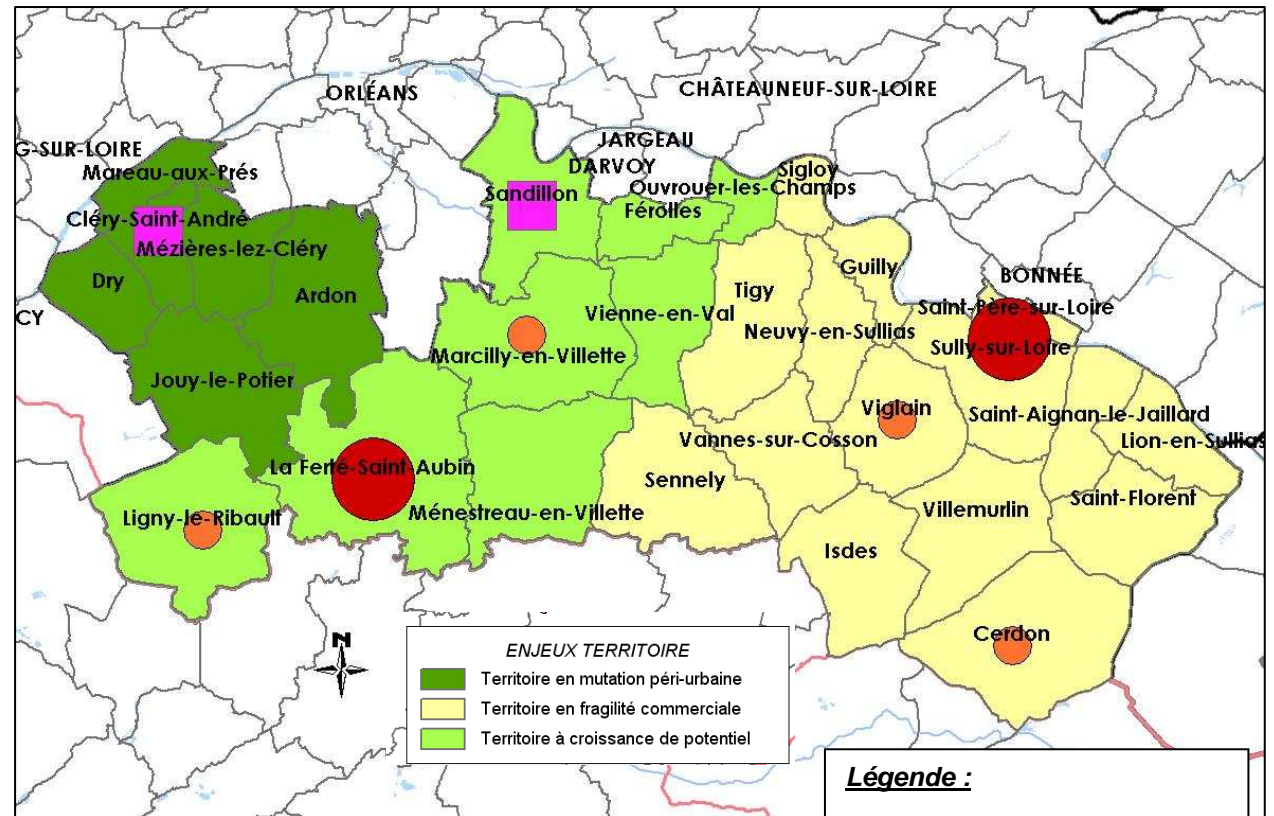 ORLÉANS
CHÂTEAUNEUF-SUR-LOIRE
G-SUR-LOIRE
JARGEAU
DARVOY
Mareau-aux-Prés
Sigloy
Ouvrouer-les-Champs
Sandillon
Férolles
Cléry-Saint-André
Mézières-lez-Cléry
Guilly
BONNÉE
Dry
Ardon
Tigy
Saint-Père-sur-Loire
CY
Vienne-en-Val
Neuvy-en-Sullias
Sully-sur-Loire
Marcilly-en-Villette
Jouy-le-Potier
Viglain
Saint-Aignan-le-Jaillard
Vannes-sur-Cosson
Lion-en-Sullias
La Ferté-Saint-Aubin
Sennely
Saint-Florent
Ligny-le-Ribault
Ménestreau-en-Villette
Villemurlin
Isdes
Cerdon
N
ENJEUX TERRITOIRE
Territoire en mutation péri-urbaine
Territoire en fragilité commerciale
Territoire à croissance de potentiel
Légende :